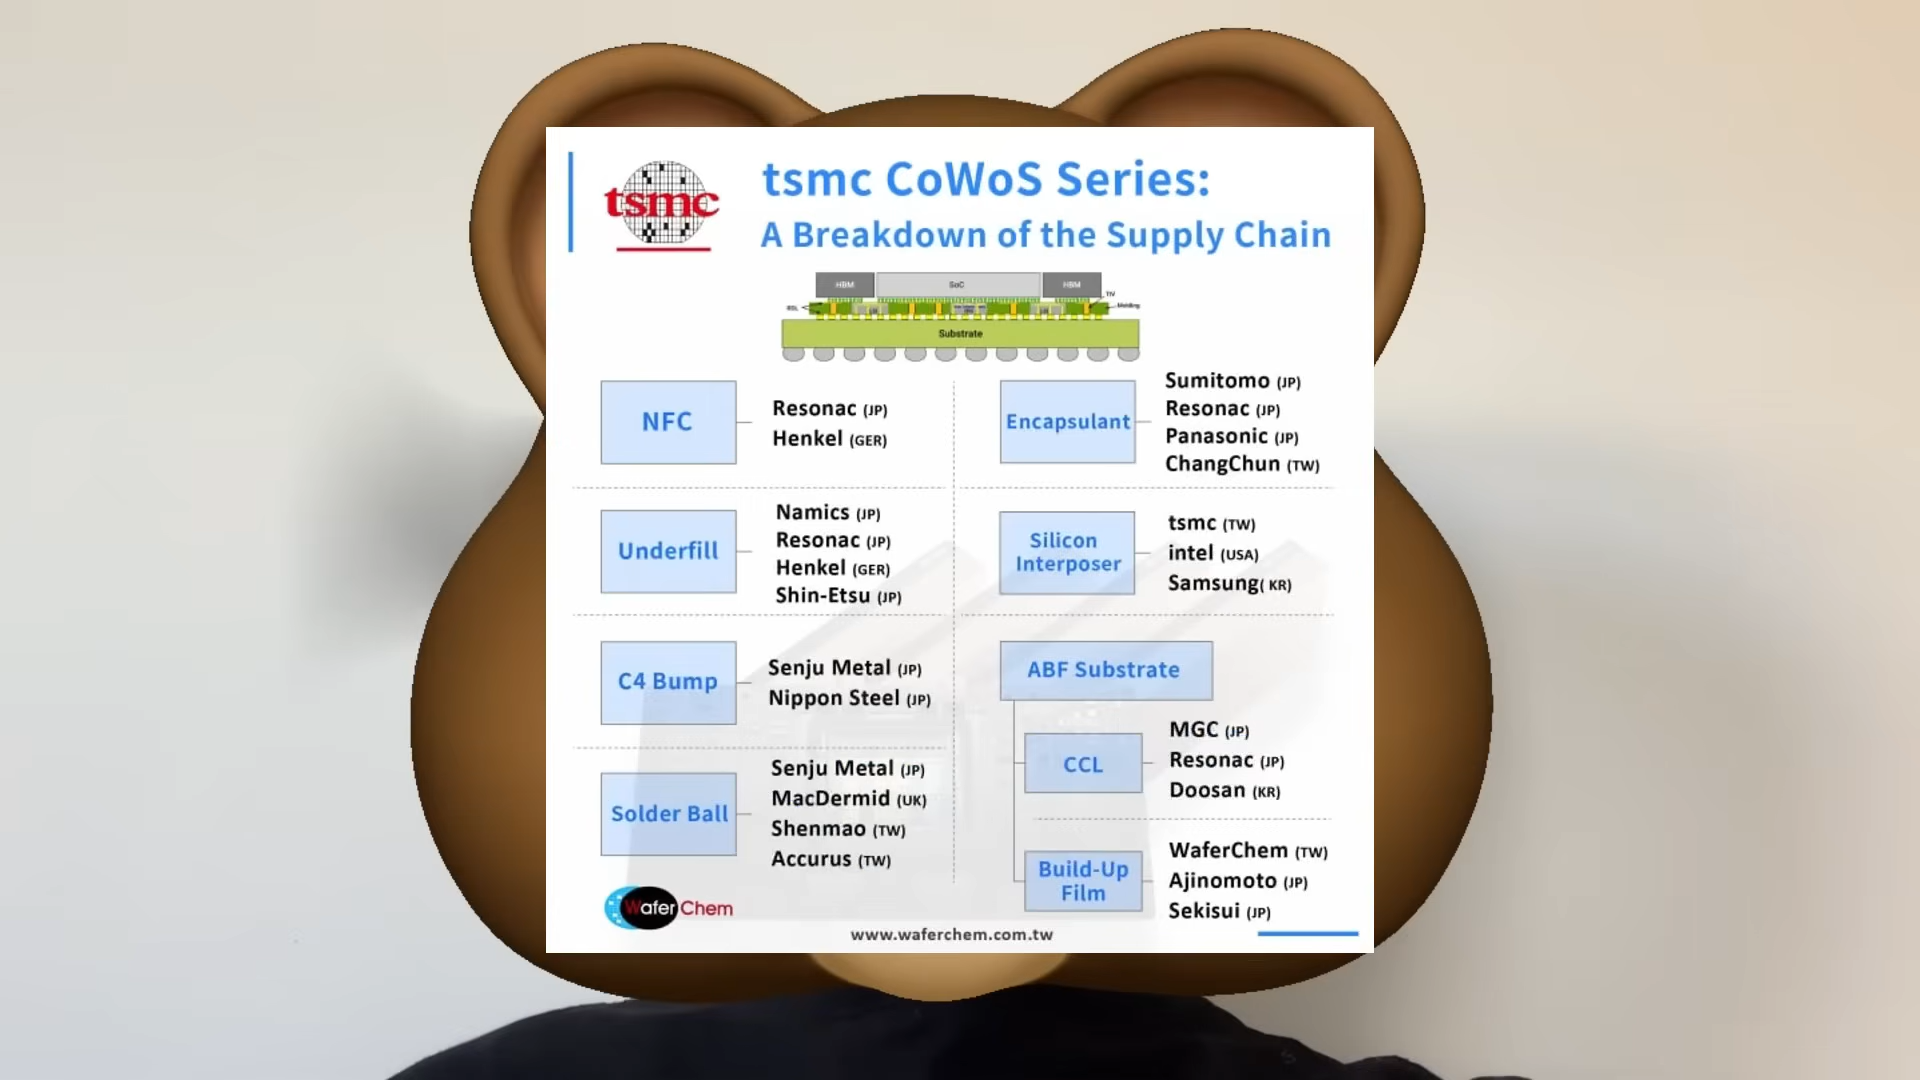 tsmc
tsmc CoWoS Series:
A Breakdown of the Supply Chain
HBM
SoC
HBM
TIV
Molding
Substrate
NFC
Resonac (JP)
Henkel (GER)
Underfill
Namics (JP)
Resonac (JP)
Henkel (GER)
Shin-Etsu (JP)
C4 Bump
Senju Metal (JP)
Nippon Steel (JP)
Solder Ball
Senju Metal (JP)
MacDermid (UK)
Shenmao (TW)
Accurus (TW)
Encapsulant
Sumitomo (JP)
Resonac (JP)
Panasonic (JP)
ChangChun (TW)
Silicon
Interposer
tsmc (TW)
intel (USA)
Samsung( KR)
ABF Substrate
CCL
MGC (JP)
Resonac (JP)
Doosan (KR)
Build-Up
Film
WaferChem (TW)
Ajinomoto (JP)
Sekisui (JP)
Wafer Chem
www.waferchem.com.tw